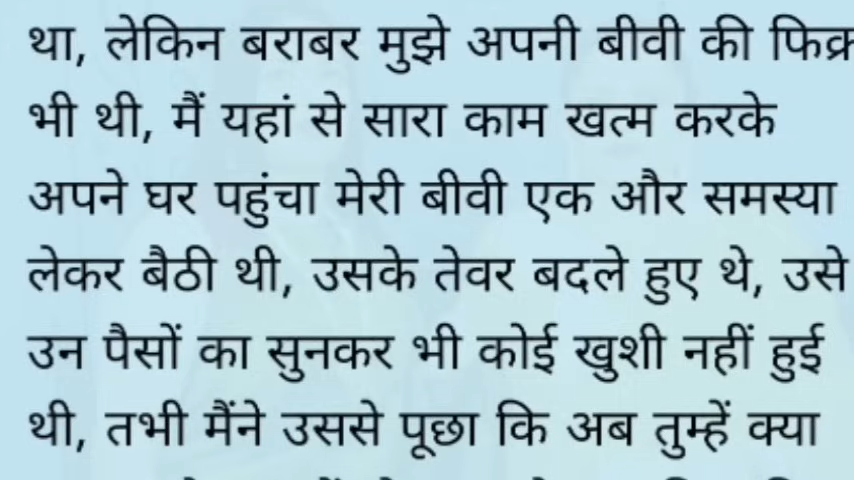 था, लेकिन बराबर मुझे अपनी बीवी की फिक्र
भी थी, मैं यहां से सारा काम खत्म करके
अपने घर पहुंचा मेरी बीवी एक और समस्या
लेकर बैठी थी, उसके तेवर बदले हुए थे, उसे
उन पैसों का सुनकर भी कोई खुशी नहीं हुई
थी, तभी मैंने उससे पूछा कि अब तुम्हें क्या